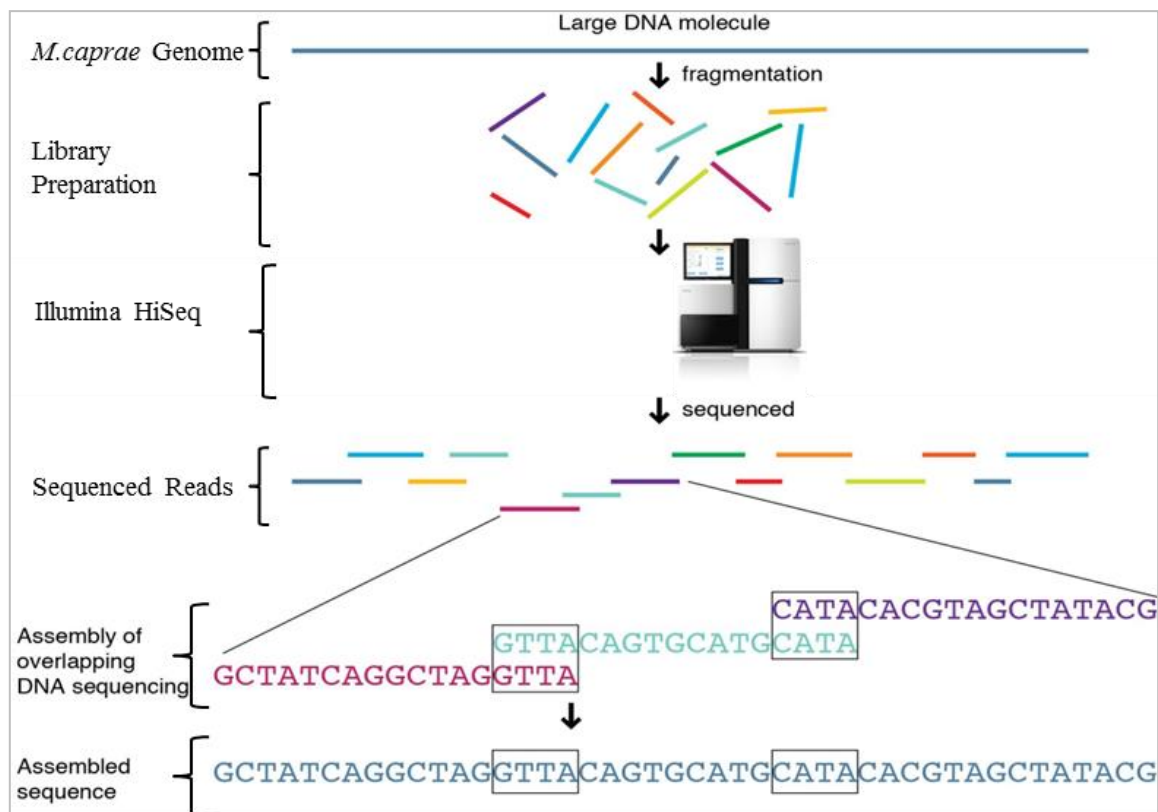 Large DNA molecule
M.caprae Genome
fragmentation
Library
Preparation
Illumina HiSeq
sequenced
Sequenced Reads
CATACACGTAGCTATACG
GTTACAGTGCATGCATA
GCTATCAGGCTAGGTTA
Assembly of
overlapping
DNA sequencing
Assembled
sequence
GCTATCAGGCTAGGTTACAGTGCATGCATACACGTAGCTATACG